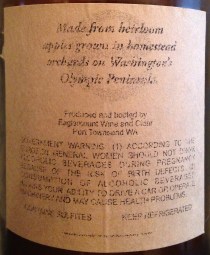 Made from heirloom
apples grown in homestead
orchards on Washington's
Olympic Peninsula.
Produced and bottled by
Eaglemount Wine and Cider
Port Townsend WA
GOVERNMENT WARNING: (1) ACCORDING TO THE
SURGEON GENERAL, WOMEN SHOULD NOT DRINK
ALCOHOLIC BEVERAGES DURING PREGNANCY
BECAUSE OF THE RISK OF BIRTH DEFECTS. (2)
CONSUMPTION OF ALCOHOLIC BEVERAGES
IMPAIRS YOUR ABILITY TO DRIVE A CAR OR OPERATE
MACHINERY AND MAY CAUSE HEALTH PROBLEMS.
CONTAINS SULFITES KEEP REFRIGERATED